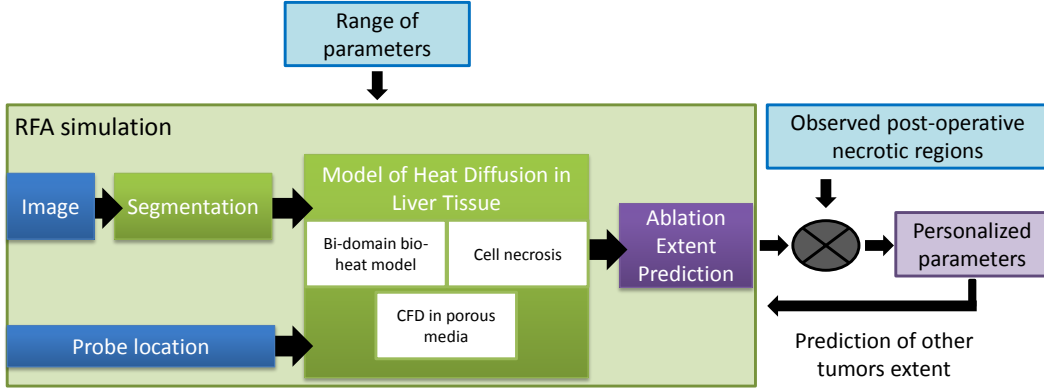 Range of
parameters
RFA simulation
Observed post-operative
necrotic regions
Image
Segmentation
Model of Heat Diffusion in
Liver Tissue
Bi-domain bio-
heat model
Cell necrosis
CFD in porous
media
Ablation
Extent
Prediction
Personalized
parameters
Probe location
Prediction of other
tumors extent